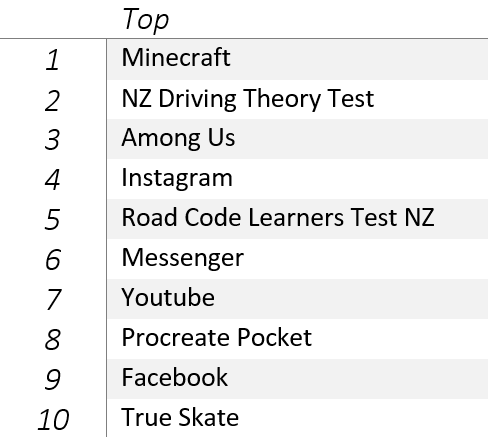 Top
1 Minecraft
2 NZ Driving Theory Test
3 Among Us
4 Instagram
5 Road Code Learners Test NZ
6 Messenger
7 Youtube
8 Procreate Pocket
9 Facebook
10 True Skate